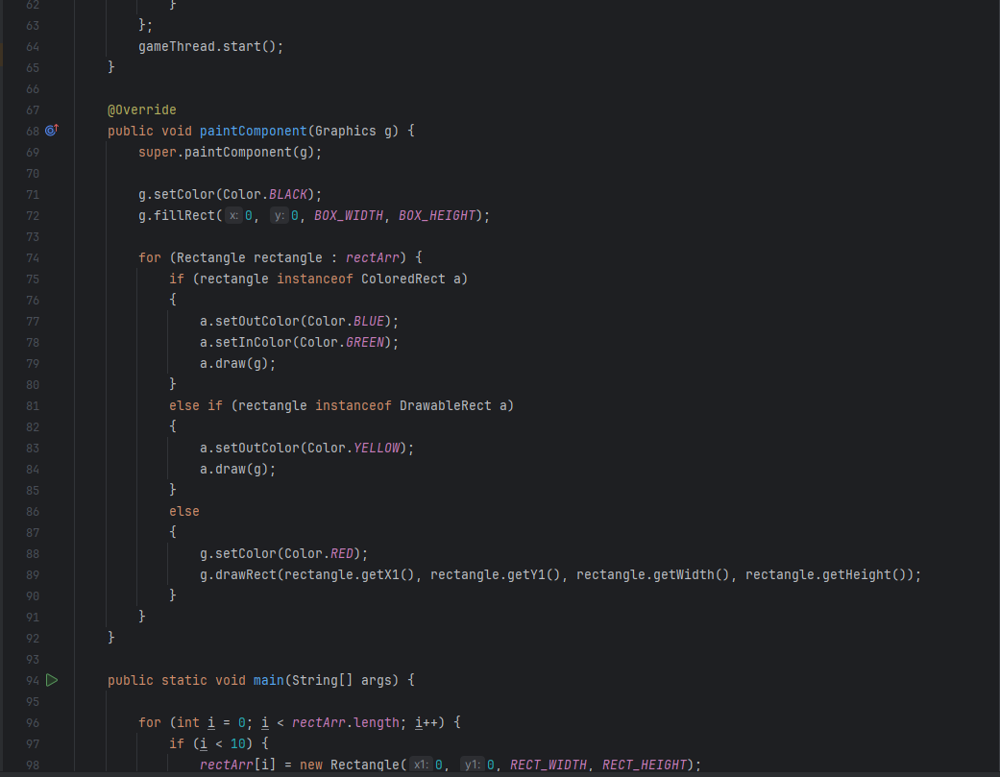 62 }
63 };
64 gameThread.start();
65 }
66
67 @Override
68 public void paintComponent(Graphics g) {
69 super.paintComponent(g);
70
71 g.setColor(Color.BLACK);
72 g.fillRect( x: 0, y: 0, BOX_WIDTH, BOX_HEIGHT);
73
74 for (Rectangle rectangle : rectArr) {
75 if (rectangle instanceof ColoredRect a)
76 {
77 a.setOutColor(Color.BLUE);
78 a.setInColor(Color.GREEN);
79 a.draw(g);
80 }
81 else if (rectangle instanceof DrawableRect a)
82 {
83 a.setOutColor(Color.YELLOW);
84 a.draw(g);
85 }
86 else
87 {
88 g.setColor(Color.RED);
89 g.drawRect(rectangle.getX1(), rectangle.getY1(), rectangle.getWidth(), rectangle.getHeight());
90 }
91 }
92 }
93
94 public static void main(String[] args) {
95
96 for (int i = 0; i < rectArr.length; i++) {
97 if (i < 10) {
98 rectArr[i] = new Rectangle( x1: 0, y1: 0, RECT_WIDTH, RECT_HEIGHT);